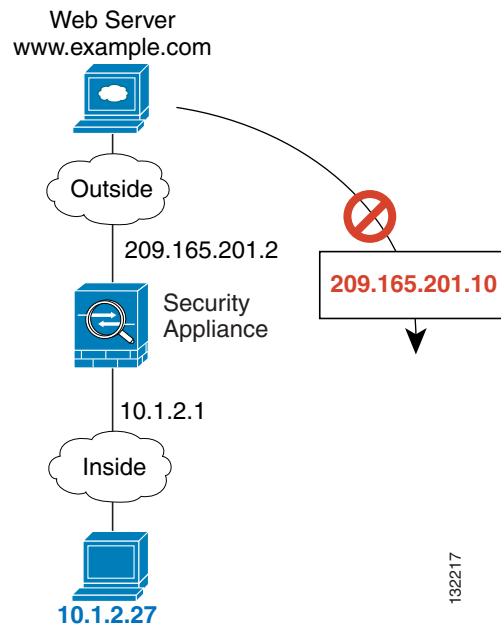 Web Server
www.example.com
Outside
209.165.201.2
209.165.201.10
Security
Appliance
10.1.2.1
Inside
10.1.2.27
132217